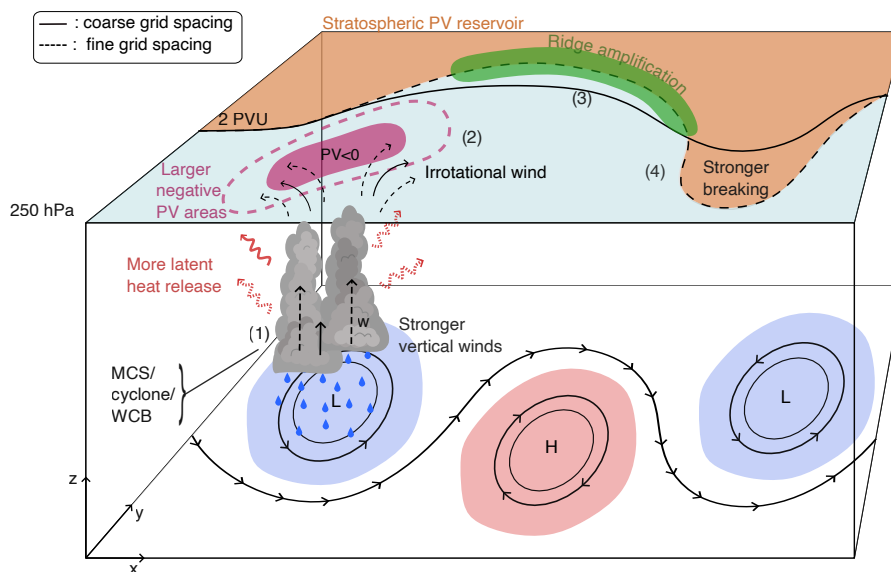 : coarse grid spacing
: fine grid spacing
Stratospheric PV reservoir
Ridge amplification
2 PVU
(3)
(2)
PV<0
Larger
negative
PV areas
Irrotational wind
(4)
Stronger
breaking
250 hPa
More latent
heat release
(1)
w
Stronger
vertical winds
MCS/
cyclone/
WCB
L
H
L
z
y
x